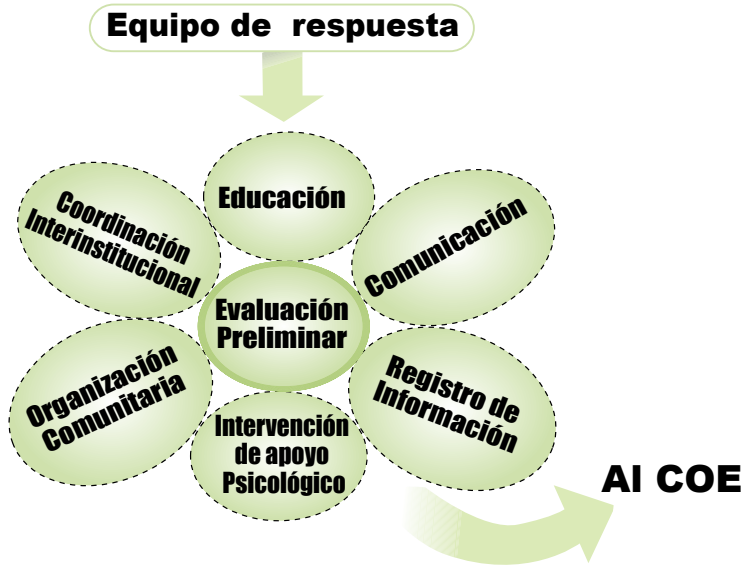 Equipo de respuesta
Educación
Coordinación
Interinstitucional
Comunicación
Evaluación
Preliminar
Organización
Comunitaria
Registro de
Información
Intervención
de apoyo
Psicológico
Al COE